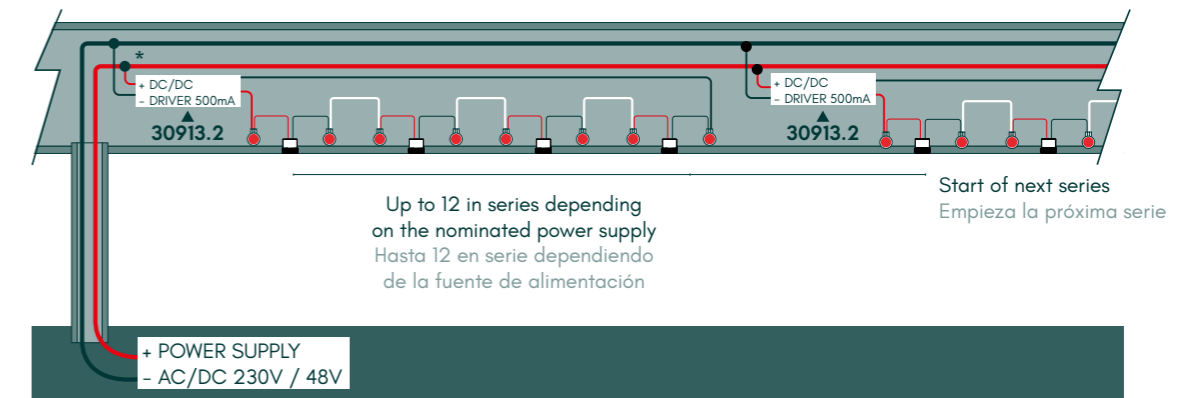 *
+ DC/DC
- DRIVER 500mA
30913.2
+ DC/DC
- DRIVER 500mA
30913.2
Up to 12 in series depending
on the nominated power supply
Hasta 12 en serie dependiendo
de la fuente de alimentación
Start of next series
Empieza la próxima serie
+ POWER SUPPLY
- AC/DC 230V / 48V